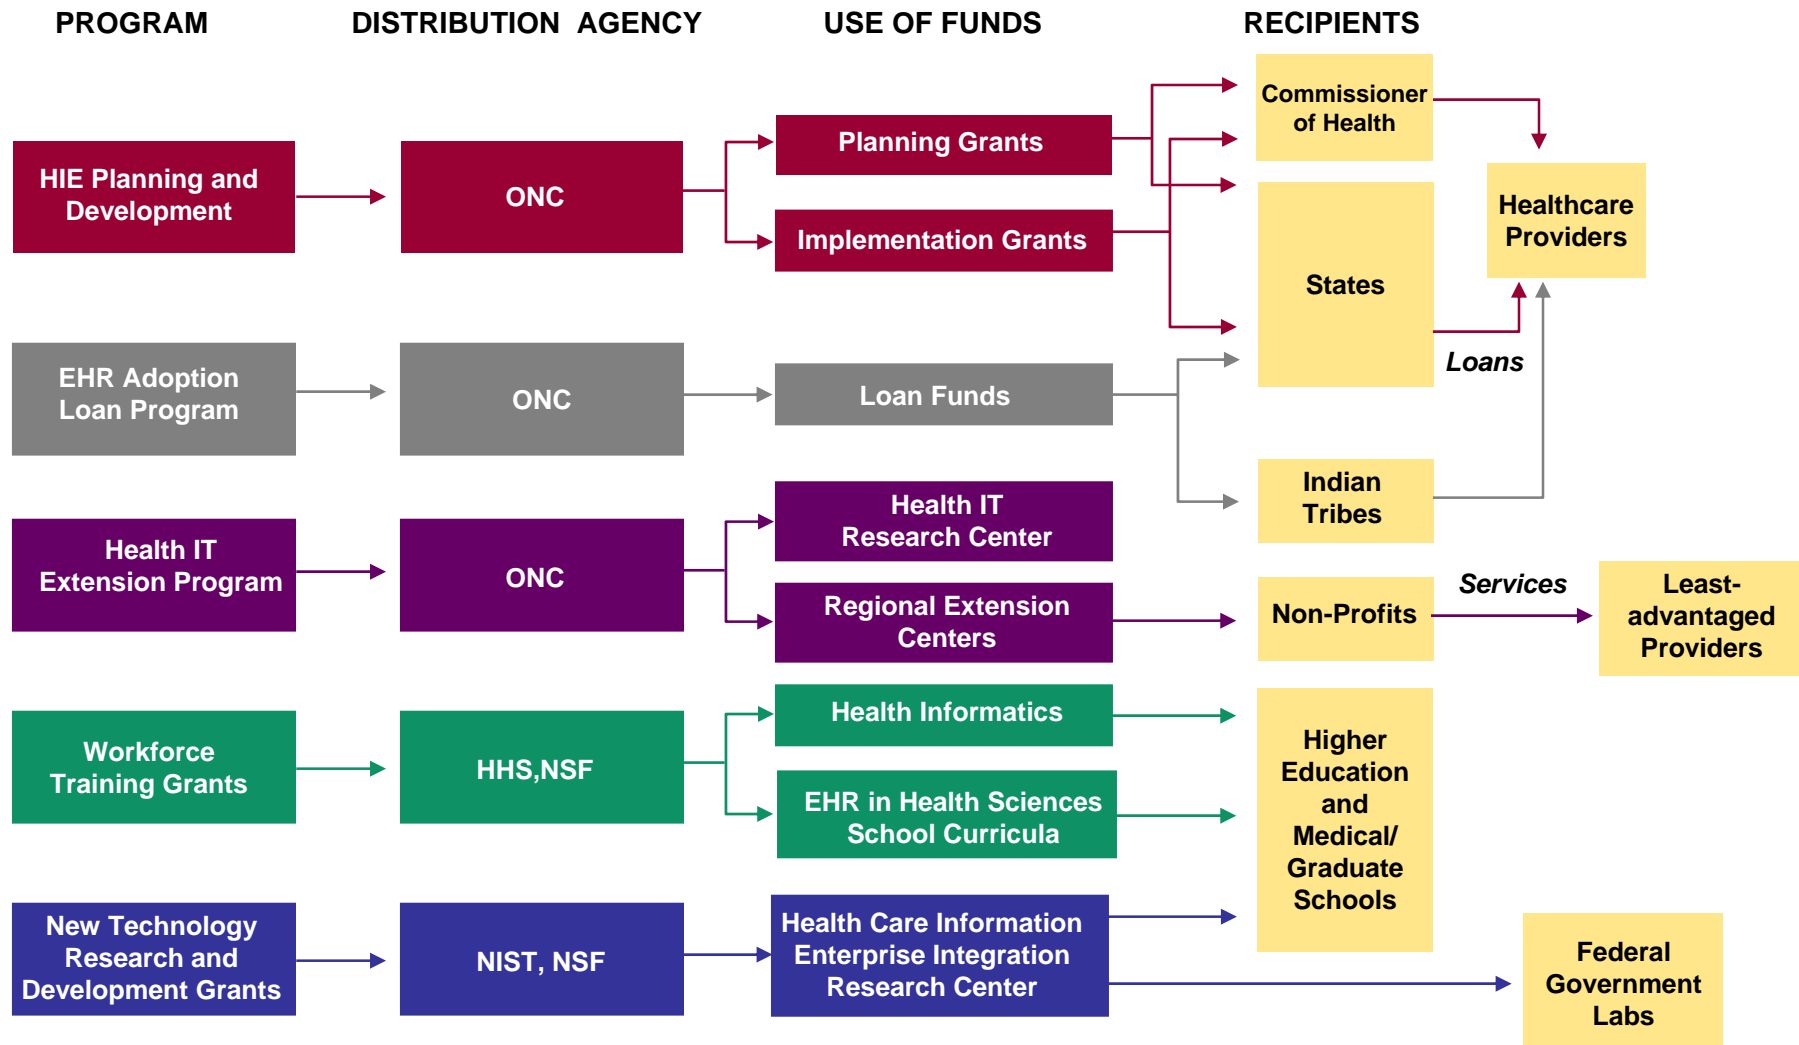 PROGRAM
DISTRIBUTION AGENCY
USE OF FUNDS
RECIPIENTS
HIE Planning and
Development
ONC
Planning Grants
Implementation Grants
Commissioner
of Health
States
Healthcare
Providers
EHR Adoption
Loan Program
ONC
Loan Funds
Loans
Indian
Tribes
Health IT
Extension Program
ONC
Health IT
Research Center
Regional Extension
Centers
Non-Profits
Services
Least-
advantaged
Providers
Workforce
Training Grants
HHS,NSF
Health Informatics
EHR in Health Sciences
School Curricula
Higher
Education
and
Medical/
Graduate
Schools
New Technology
Research and
Development Grants
NIST, NSF
Health Care Information
Enterprise Integration
Research Center
Federal
Government
Labs